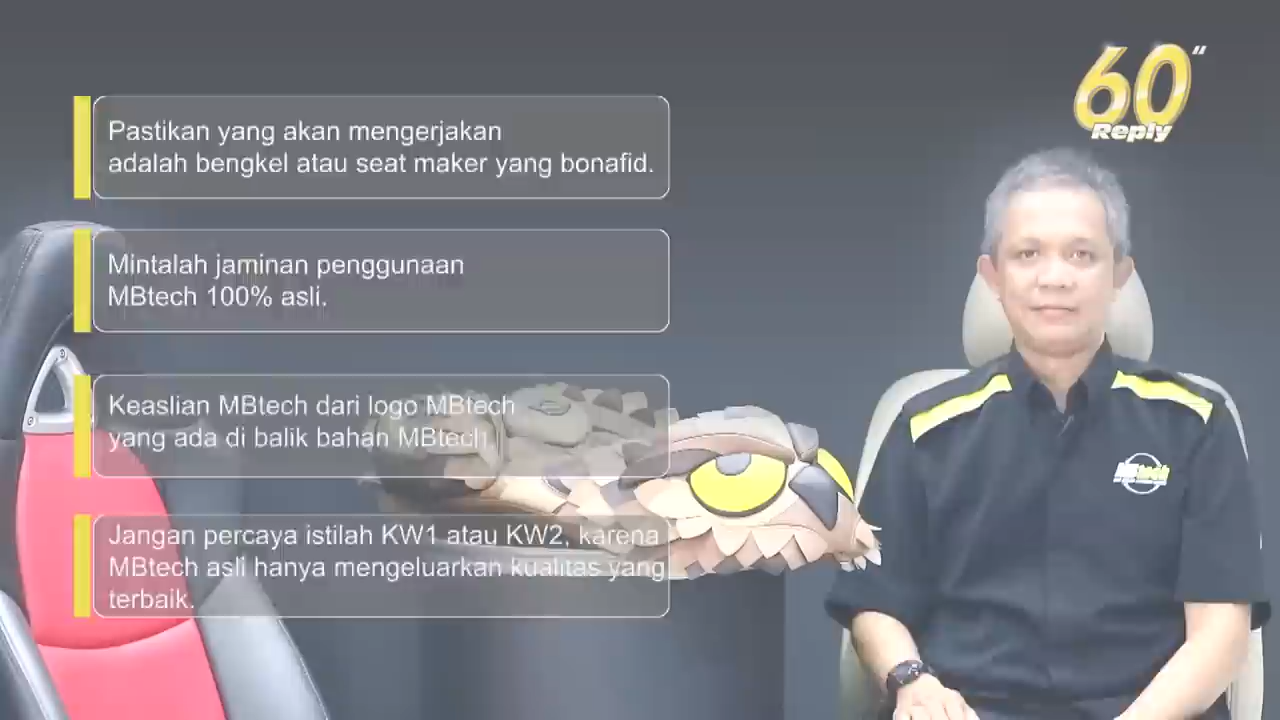 60"
Reply
Pastikan yang akan mengerjakan
adalah bengkel atau seat maker yang bonafid.
Mintalah jaminan penggunaan
MBtech 100% asli.
Keaslian MBtech dari logo MBtech
yang ada di balik bahan MBtech
Jangan percaya istilah KW1 atau KW2, karena
MBtech asli hanya mengeluarkan kualitas yang
terbaik.
MBtech